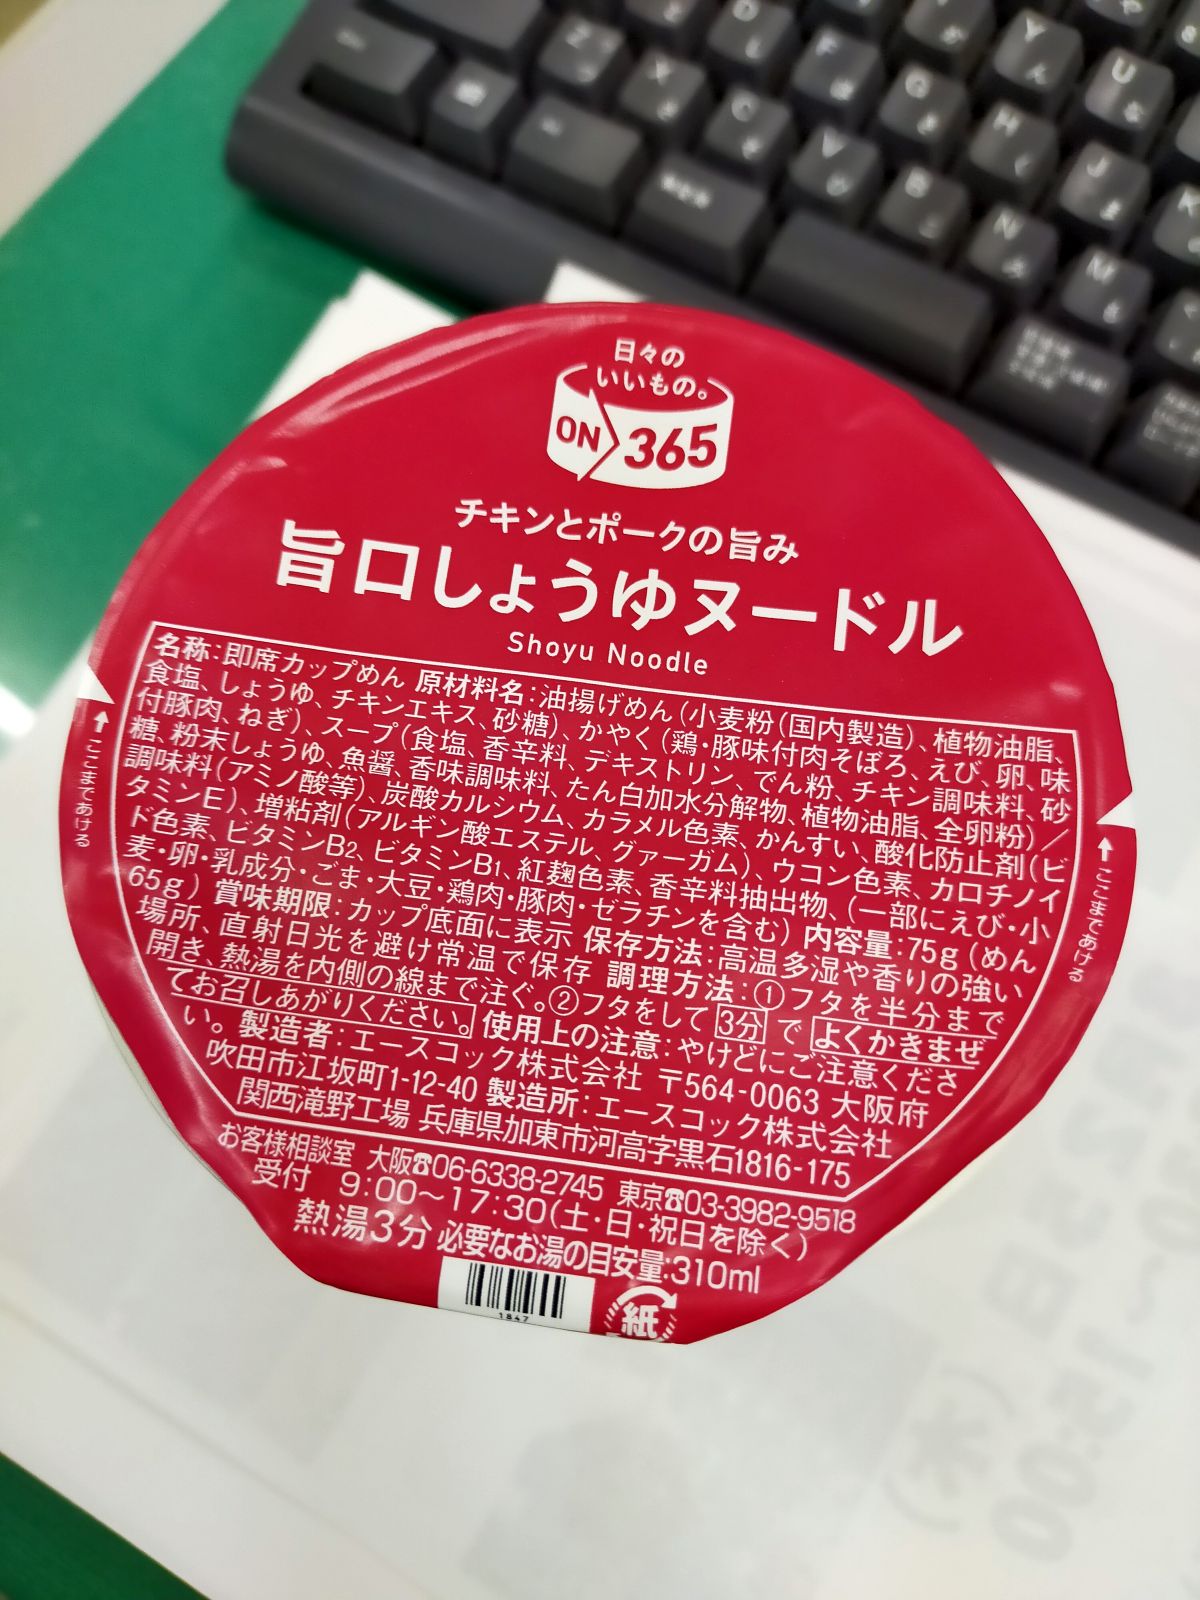 日々の
いいもの。
ON 365
チキンとポークの旨み
旨口しょうゆヌードル
Shoyu Noodle
名称:即席カップめん 原材料名:油揚げめん(小麦粉(国内製造)、植物油脂、
食塩、しょうゆ、チキンエキス、砂糖)、かやく(鶏・豚味付肉そぼろ、えび、卵、味
付豚肉、ねぎ)、スープ(食塩、香辛料、デキストリン、でん粉、チキン調味料、砂
糖、粉末しょうゆ、魚醤、香味調味料、たん白加水分解物、植物油脂、全卵粉)/
調味料(アミノ酸等)、炭酸カルシウム、カラメル色素、かんすい、酸化防止剤(ビ
タミンE)、増粘剤(アルギン酸エステル、グァーガム)、ウコン色素、カロチノイ
ド色素、ビタミンB2、ビタミンB1、紅麹色素、香辛料抽出物、(一部にえび・小
麦・卵・乳成分・ごま・大豆・鶏肉・豚肉・ゼラチンを含む) 内容量:75g(めん
65g) 賞味期限:カップ底面に表示 保存方法:高温多湿や香りの強い
場所、直射日光を避け常温で保存 調理方法:①フタを半分まで
開き、熱湯を内側の線まで注ぐ。②フタをして3分でよくかきまぜ
てお召しあがりください。使用上の注意:やけどにご注意くださ
い。 製造者:エースコック株式会社 〒564-0063 大阪府
吹田市江坂町1-12-40 製造所:エースコック株式会社
関西滝野工場 兵庫県加東市河高字黒石1816-175
お客様相談室 大阪☎06-6338-2745 東京☎03-3982-9518
受付 9:00〜17:30(土・日・祝日を除く)
熱湯3分 必要なお湯の目安量:310ml
1847
紙
↑ここまであける
↑ここまであける
D し
Z つ
X さ
C そ
F は
G き
V ひ
B こ
H く
Y ん
U な
J ま
N み
M も
K の